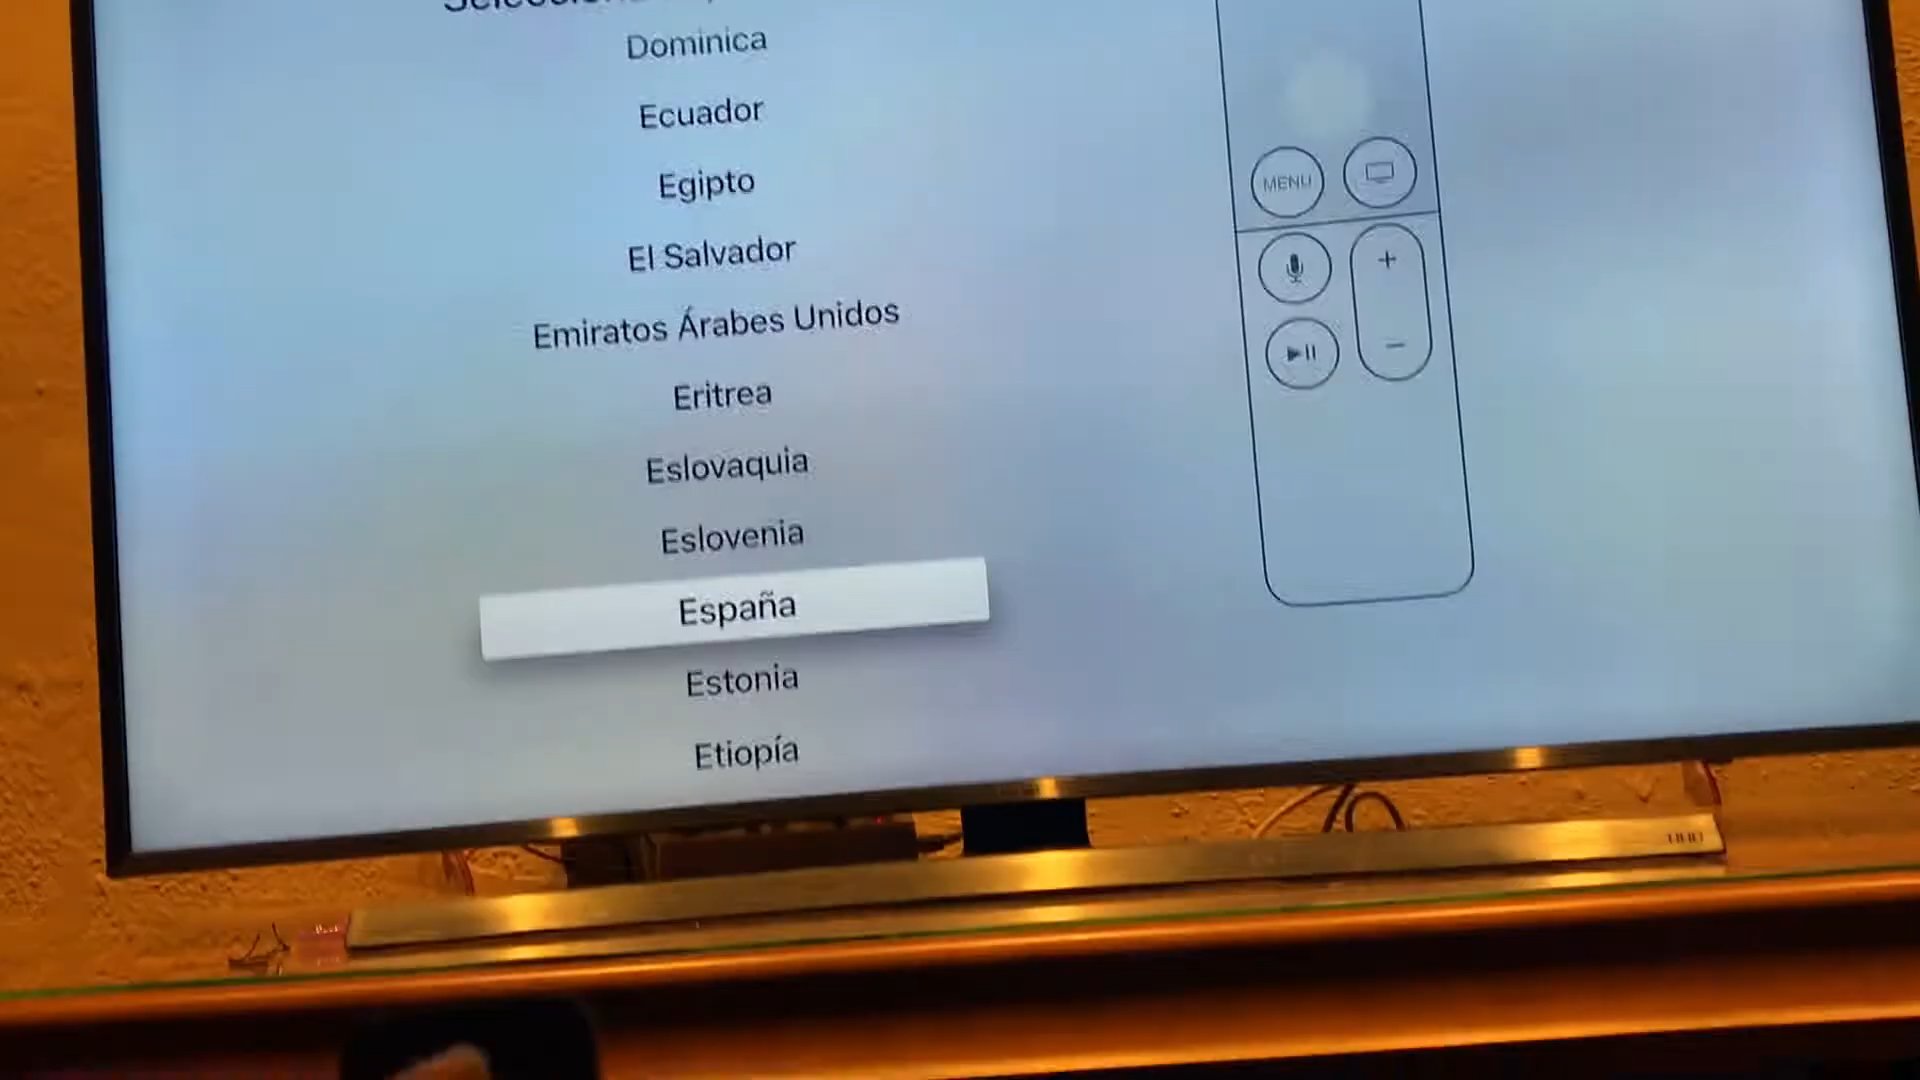 Dominica
Ecuador
Egipto
El Salvador
Emiratos Árabes Unidos
Eritrea
Eslovaquia
Eslovenia
España
Estonia
Etiopía
MENU
+
−